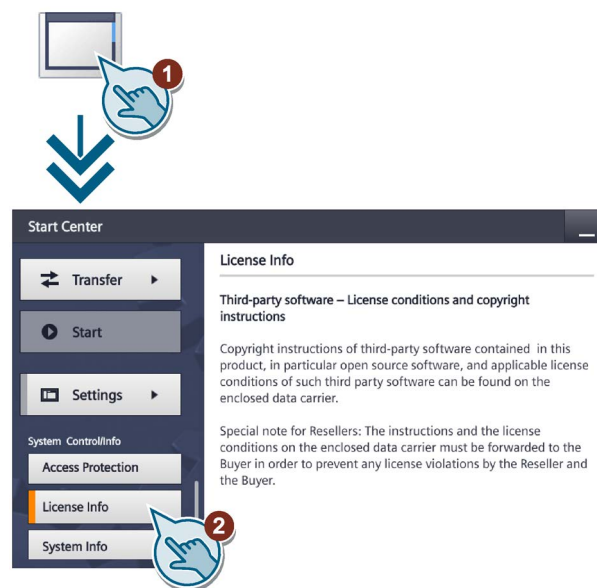 1
Start Center
Transfer
Start
Settings
System Control/Info
Access Protection
License Info
System Info
2
License Info
Third-party software – License conditions and copyright
instructions
Copyright instructions of third-party software contained in this
product, in particular open source software, and applicable license
conditions of such third party software can be found on the
enclosed data carrier.
Special note for Resellers: The instructions and the license
conditions on the enclosed data carrier must be forwarded to the
Buyer in order to prevent any license violations by the Reseller and
the Buyer.